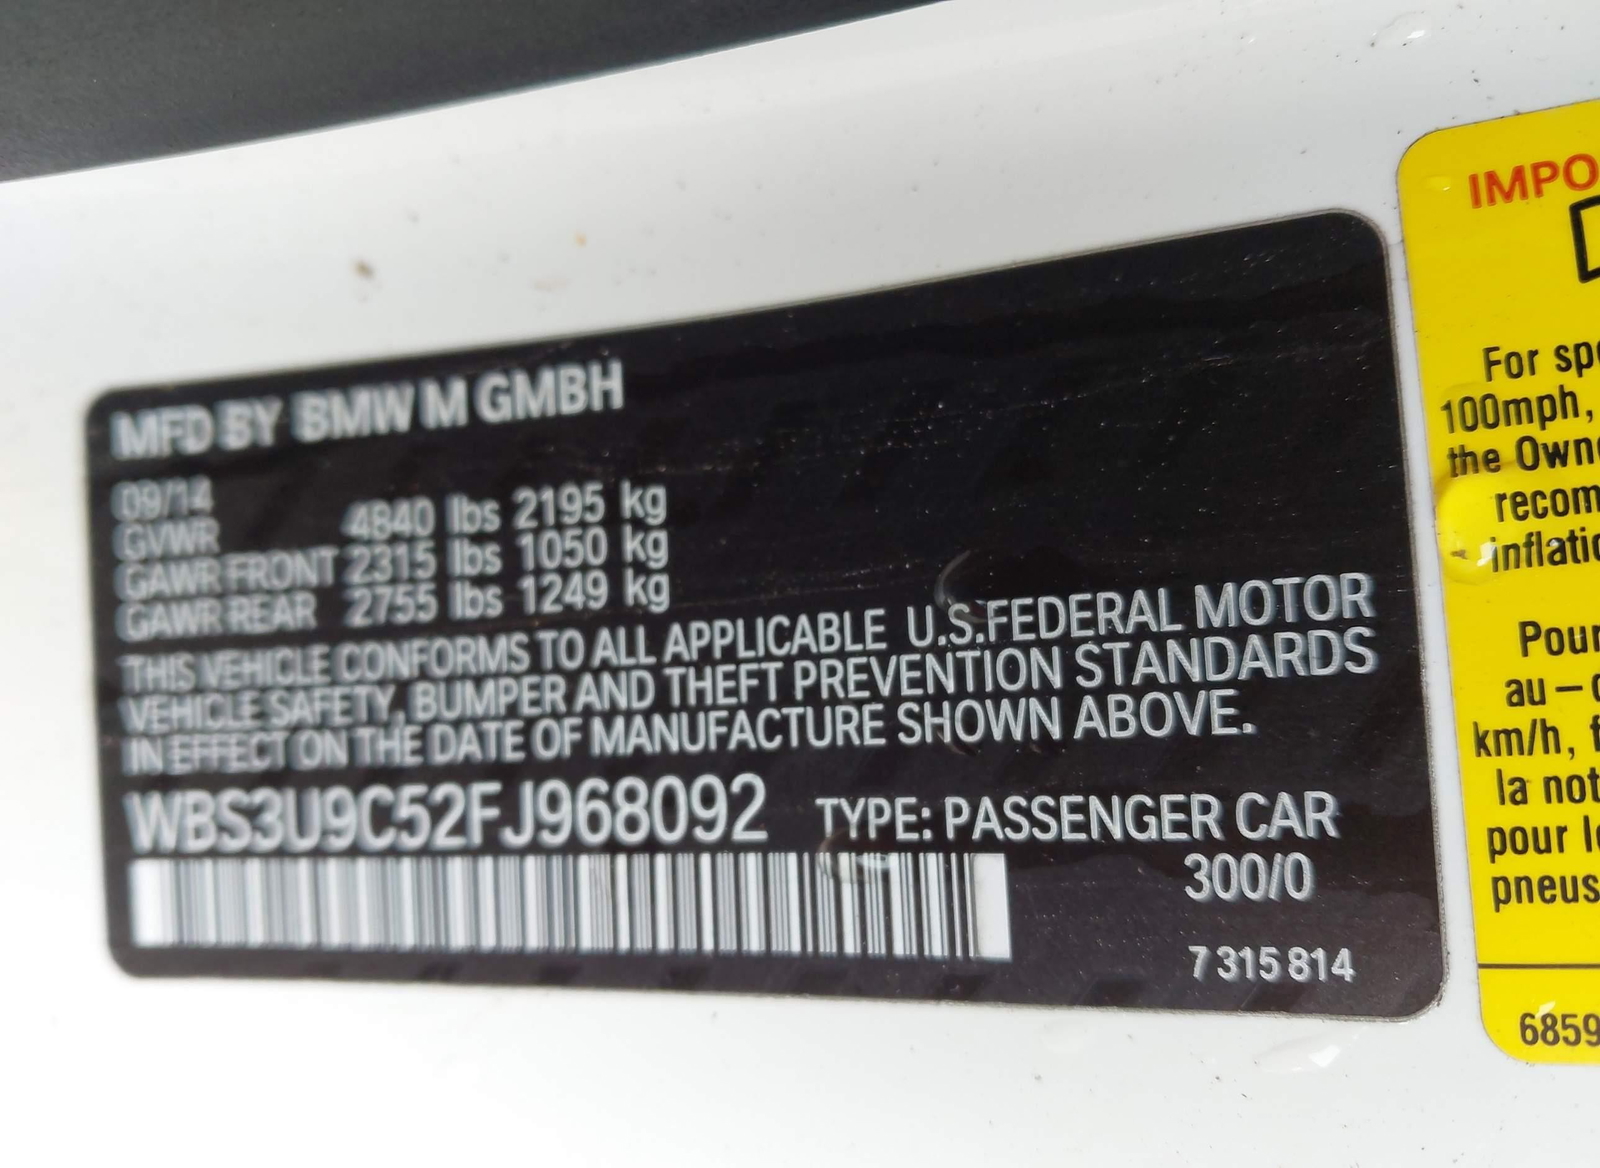 MFD BY BMW M GMBH
09/14
GVWR 4840 lbs 2195 kg
GAWR FRONT 2315 lbs 1050 kg
GAWR REAR 2755 lbs 1249 kg
THIS VEHICLE CONFORMS TO ALL APPLICABLE U.S.FEDERAL MOTOR
VEHICLE SAFETY, BUMPER AND THEFT PREVENTION STANDARDS
IN EFFECT ON THE DATE OF MANUFACTURE SHOWN ABOVE.
WBS3U9C52FJ968092 TYPE: PASSENGER CAR
300/0
7 315 814
IMPO
For spe
100mph,
the Own
recom
inflati
Pour
au – 
km/h, f
la not
pour l
pneus
6859